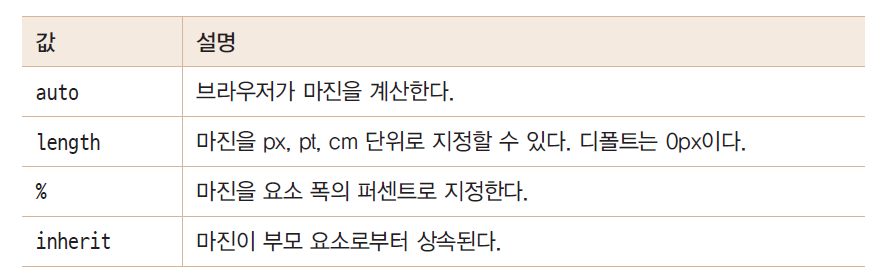 값 설명
auto 브라우저가 마진을 계산한다.
length 마진을 px, pt, cm 단위로 지정할 수 있다. 디폴트는 0px이다.
% 마진을 요소 폭의 퍼센트로 지정한다.
inherit 마진이 부모 요소로부터 상속된다.